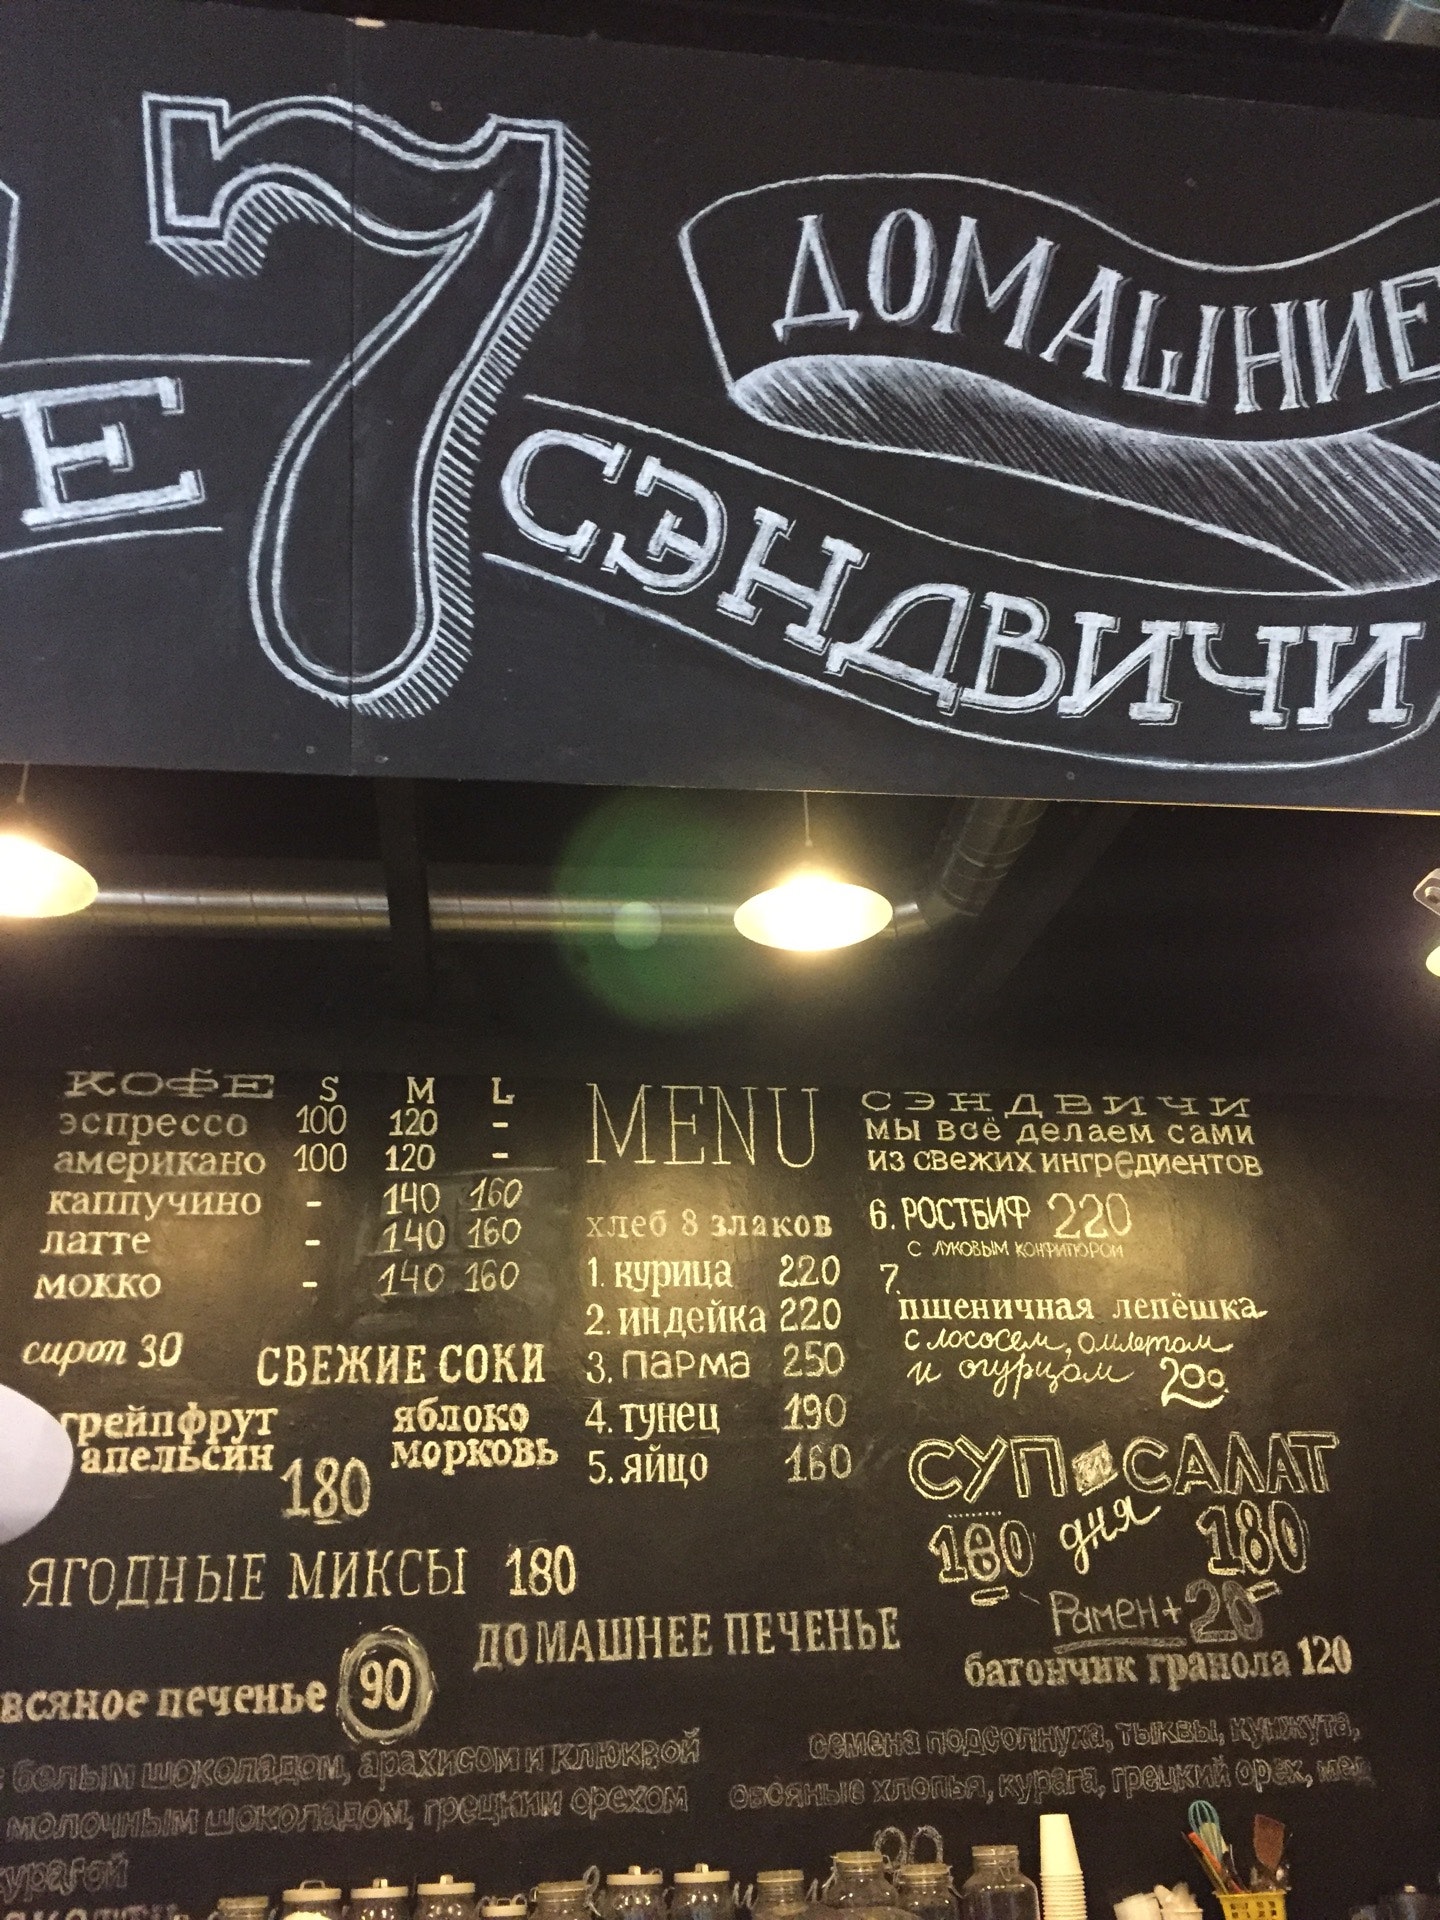 7
ДОМАШНИЕ
СЭНДВИЧИ
КОФЕ S M L
эспрессо 100 120 -
американо 100 120 -
каппучино - 140 160
латте - 140 160
мокко - 140 160
сироп 30
СВЕЖИЕ СОКИ
грейпфрут яблоко
апельсин морковь
180
ЯГОДНЫЕ МИКСЫ 180
ДОМАШНЕЕ ПЕЧЕНЬЕ
всяное печенье 90
с белым шоколадом, арахисом и клюквой
молочным шоколадом, грецким орехом
курагой
MENU
хлеб 8 злаков
1. курица 220
2. индейка 220
3. парма 250
4. тунец 190
5. яйцо 160
СЭНДВИЧИ
мы всё делаем сами
из свежих ингредиентов
6. РОСТБИФ 220
с луковым конфитюром
7.
пшеничная лепёшка
с лососем, омлетом
и огурцом 200
СУП и САЛАТ
дня
180 180
Рамен + 20
батончик гранола 120
семена подсолнуха, тыквы, кунжута,
овсяные хлопья, курага, грецкий орех, мед